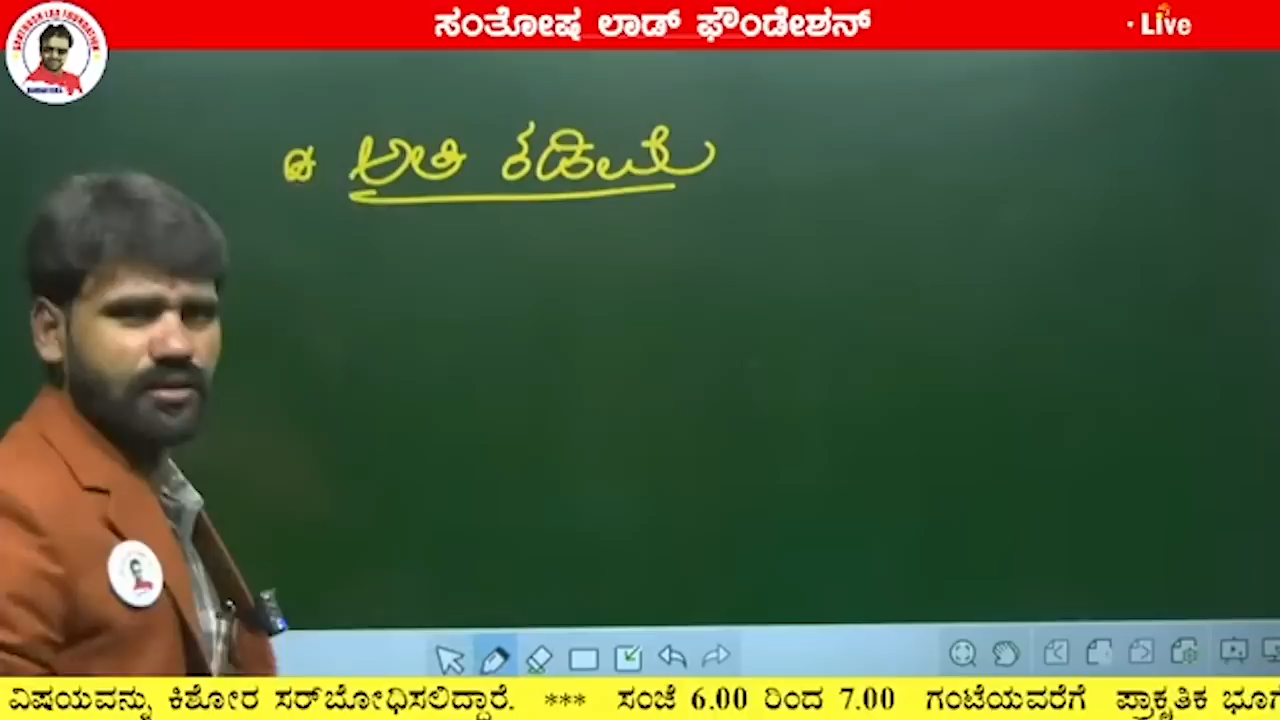 ಸಂತೋಷ ಲಾಡ್ ಫೌಂಡೇಶನ್
· Live
ಅತಿ ಕಡಿಮೆ
ವಿಷಯವನ್ನು ಕಿಶೋರ ಸರ್‌ಬೋಧಿಸಲಿದ್ದಾರೆ. *** ಸಂಜೆ 6.00 ರಿಂದ 7.00 ಗಂಟೆಯವರೆಗೆ ಪ್ರಾಕೃತಿಕ ಭೂಗ